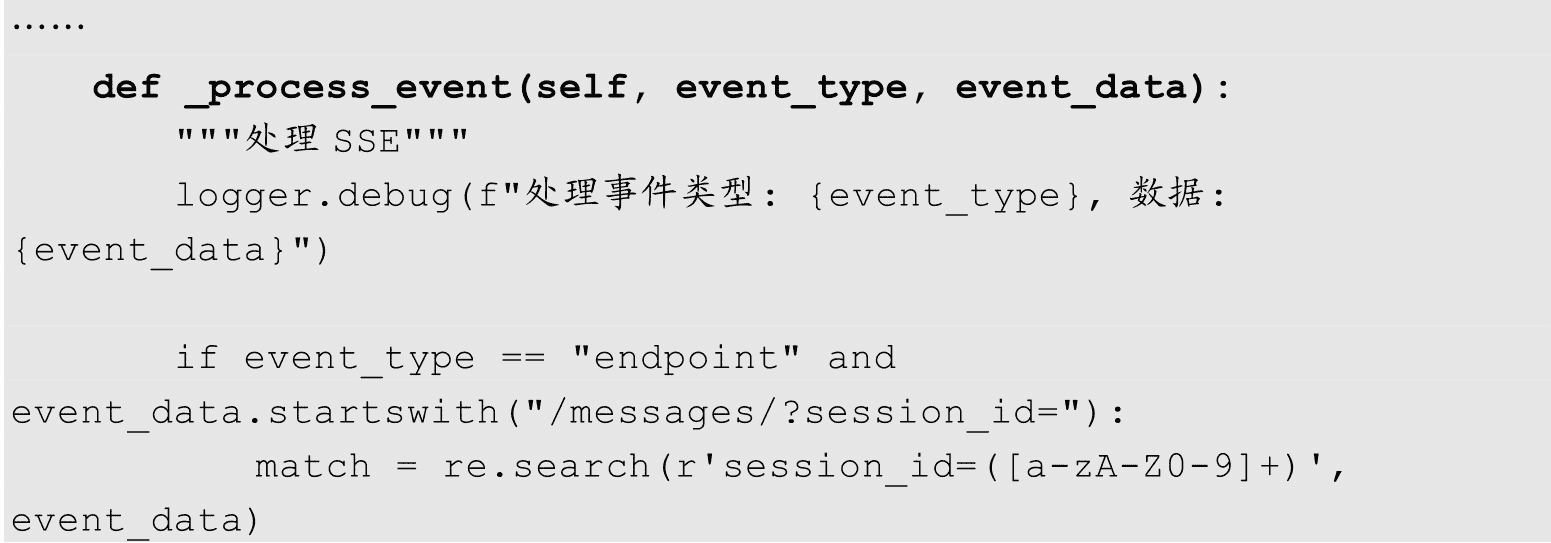 ……
    def _process_event(self, event_type, event_data):
        """处理 SSE"""
        logger.debug(f"处理事件类型: {event_type}, 数据:
{event_data}")

        if event_type == "endpoint" and
event_data.startswith("/messages/?session_id="):
            match = re.search(r'session_id=([a-zA-Z0-9]+)',
event_data)